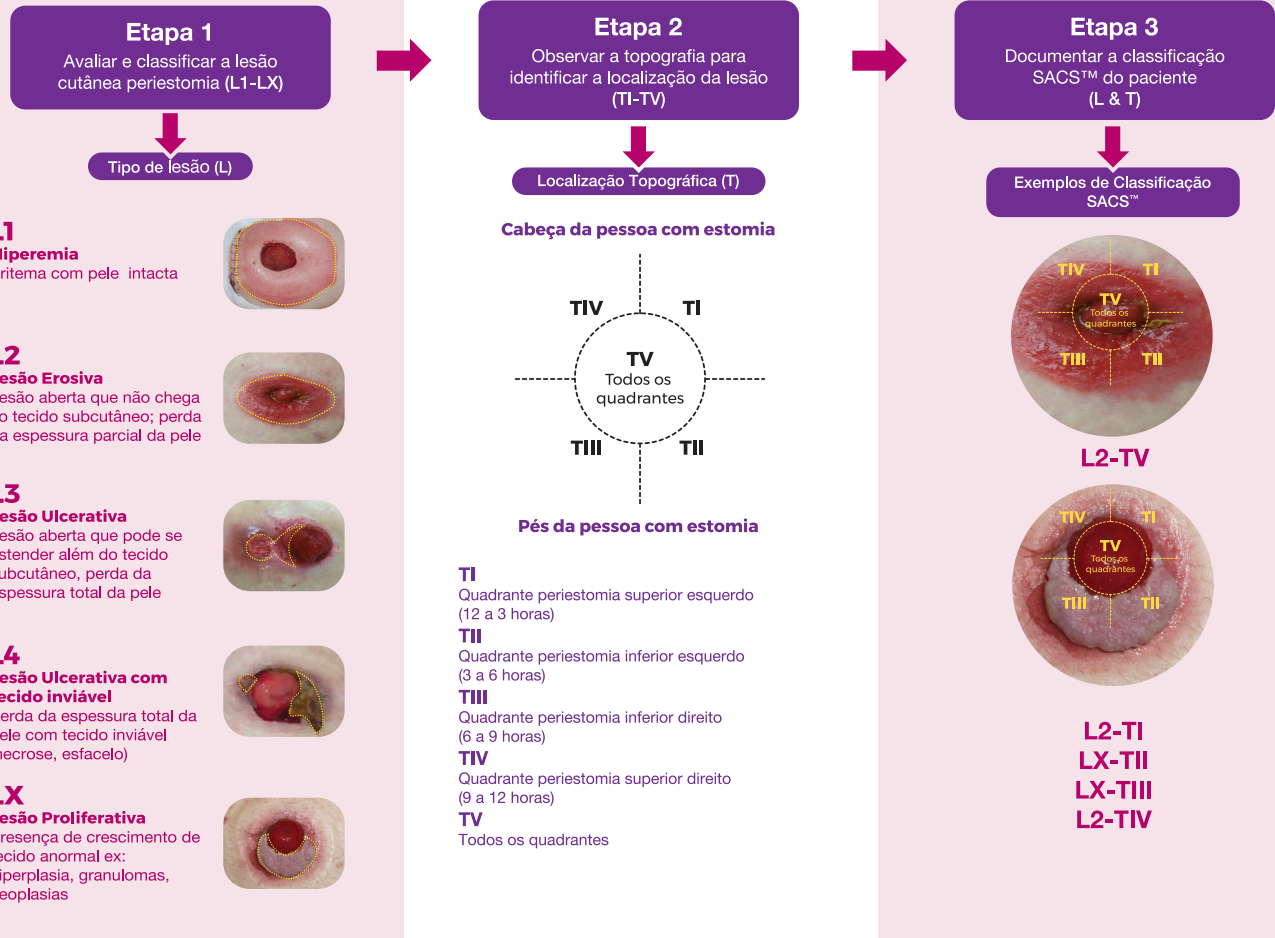 Etapa 1
Avaliar e classificar a lesão
cutânea periestomia (L1-LX)
Tipo de lesão (L)
L1
Hiperemia
ritema com pele intacta
L2
esão Erosiva
esão aberta que não chega
o tecido subcutâneo; perda
a espessura parcial da pele
L3
esão Ulcerativa
esão aberta que pode se
stender além do tecido
ubcutâneo, perda da
spessura total da pele
L4
esão Ulcerativa com
ecido inviável
erda da espessura total da
ele com tecido inviável
necrose, esfacelo)
LX
esão Proliferativa
resença de crescimento de
ecido anormal ex:
iperplasia, granulomas,
eoplasias
Etapa 2
Observar a topografia para
identificar a localização da lesão
(TI-TV)
Localização Topográfica (T)
Cabeça da pessoa com estomia
TIV
TI
TV
Todos os
quadrantes
TIII
TII
Pés da pessoa com estomia
TI
Quadrante periestomia superior esquerdo
(12 a 3 horas)
TII
Quadrante periestomia inferior esquerdo
(3 a 6 horas)
TIII
Quadrante periestomia inferior direito
(6 a 9 horas)
TIV
Quadrante periestomia superior direito
(9 a 12 horas)
TV
Todos os quadrantes
Etapa 3
Documentar a classificação
SACS™ do paciente
(L & T)
Exemplos de Classificação
SACS™
TIV
TI
TV
Todos os
quadrantes
TIII
TII
L2-TV
TIV
TI
TV
Todos os
quadrantes
TIII
TII
L2-TI
LX-TII
LX-TIII
L2-TIV